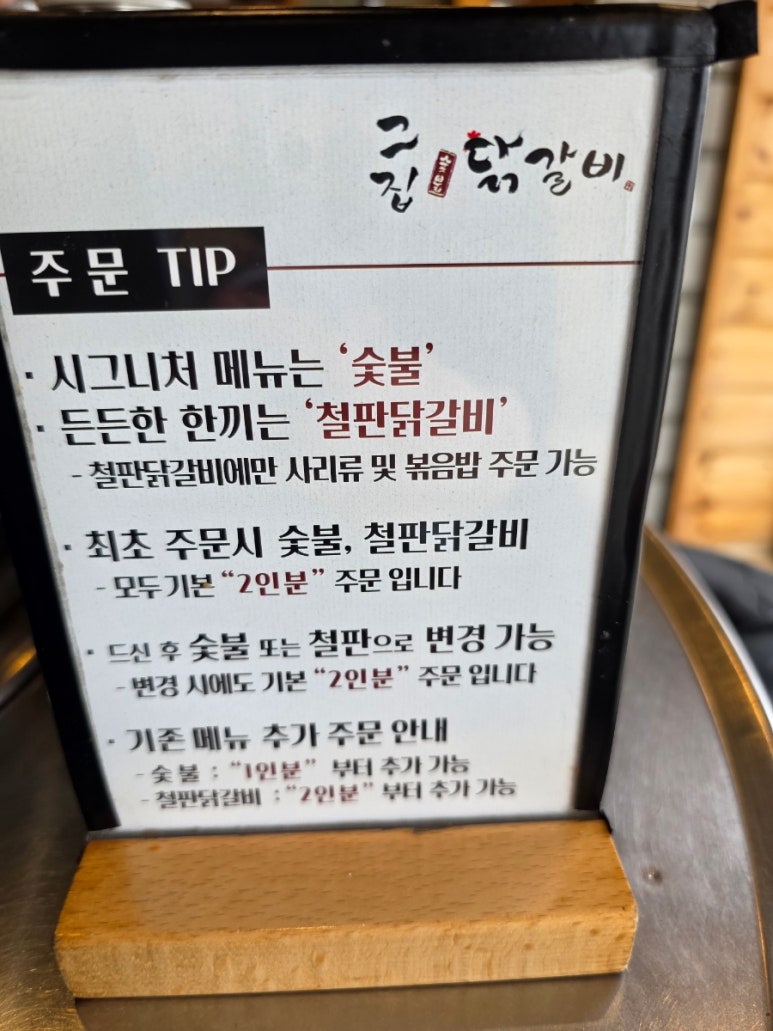 그집 닭갈비
주문 TIP
· 시그니처 메뉴는 ‘숯불’
· 든든한 한끼는 ‘철판닭갈비’
- 철판닭갈비에만 사리류 및 볶음밥 주문 가능
· 최초 주문시 숯불, 철판닭갈비
- 모두기본 “2인분” 주문 입니다
· 드신 후 숯불 또는 철판으로 변경 가능
- 변경 시에도 기본 “2인분” 주문 입니다
· 기존 메뉴 추가 주문 안내
- 숯불 : “1인분” 부터 추가 가능
- 철판닭갈비 : “2인분” 부터 추가 가능